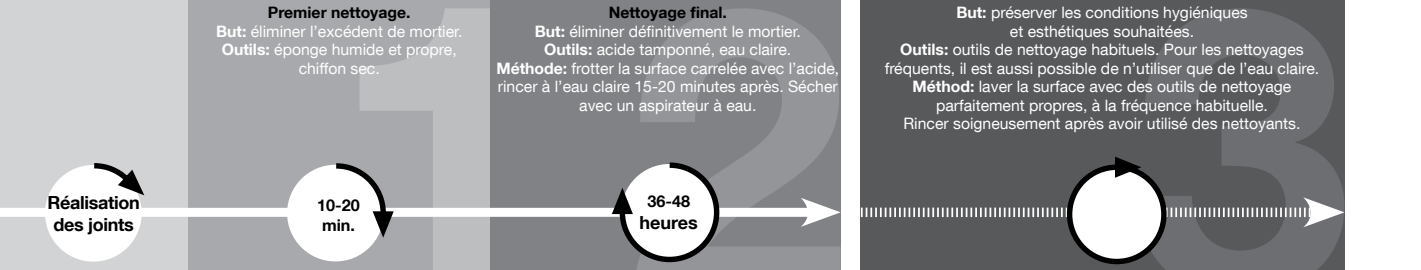 Premier nettoyage.
But: éliminer l'excédent de mortier.
Outils: éponge humide et propre,
chiffon sec.
Nettoyage final.
But: éliminer définitivement le mortier.
Outils: acide tamponné, eau claire.
Méthode: frotter la surface carrelée avec l'acide,
rincer à l'eau claire 15-20 minutes après. Sécher
avec un aspirateur à eau.
But: préserver les conditions hygiéniques
et esthétiques souhaitées.
Outils: outils de nettoyage habituels. Pour les nettoyages
fréquents, il est aussi possible de n'utiliser que de l'eau claire.
Méthod: laver la surface avec des outils de nettoyage
parfaitement propres, à la fréquence habituelle.
Rincer soigneusement après avoir utilisé des nettoyants.
1
2
3
Réalisation
des joints
10-20
min.
36-48
heures